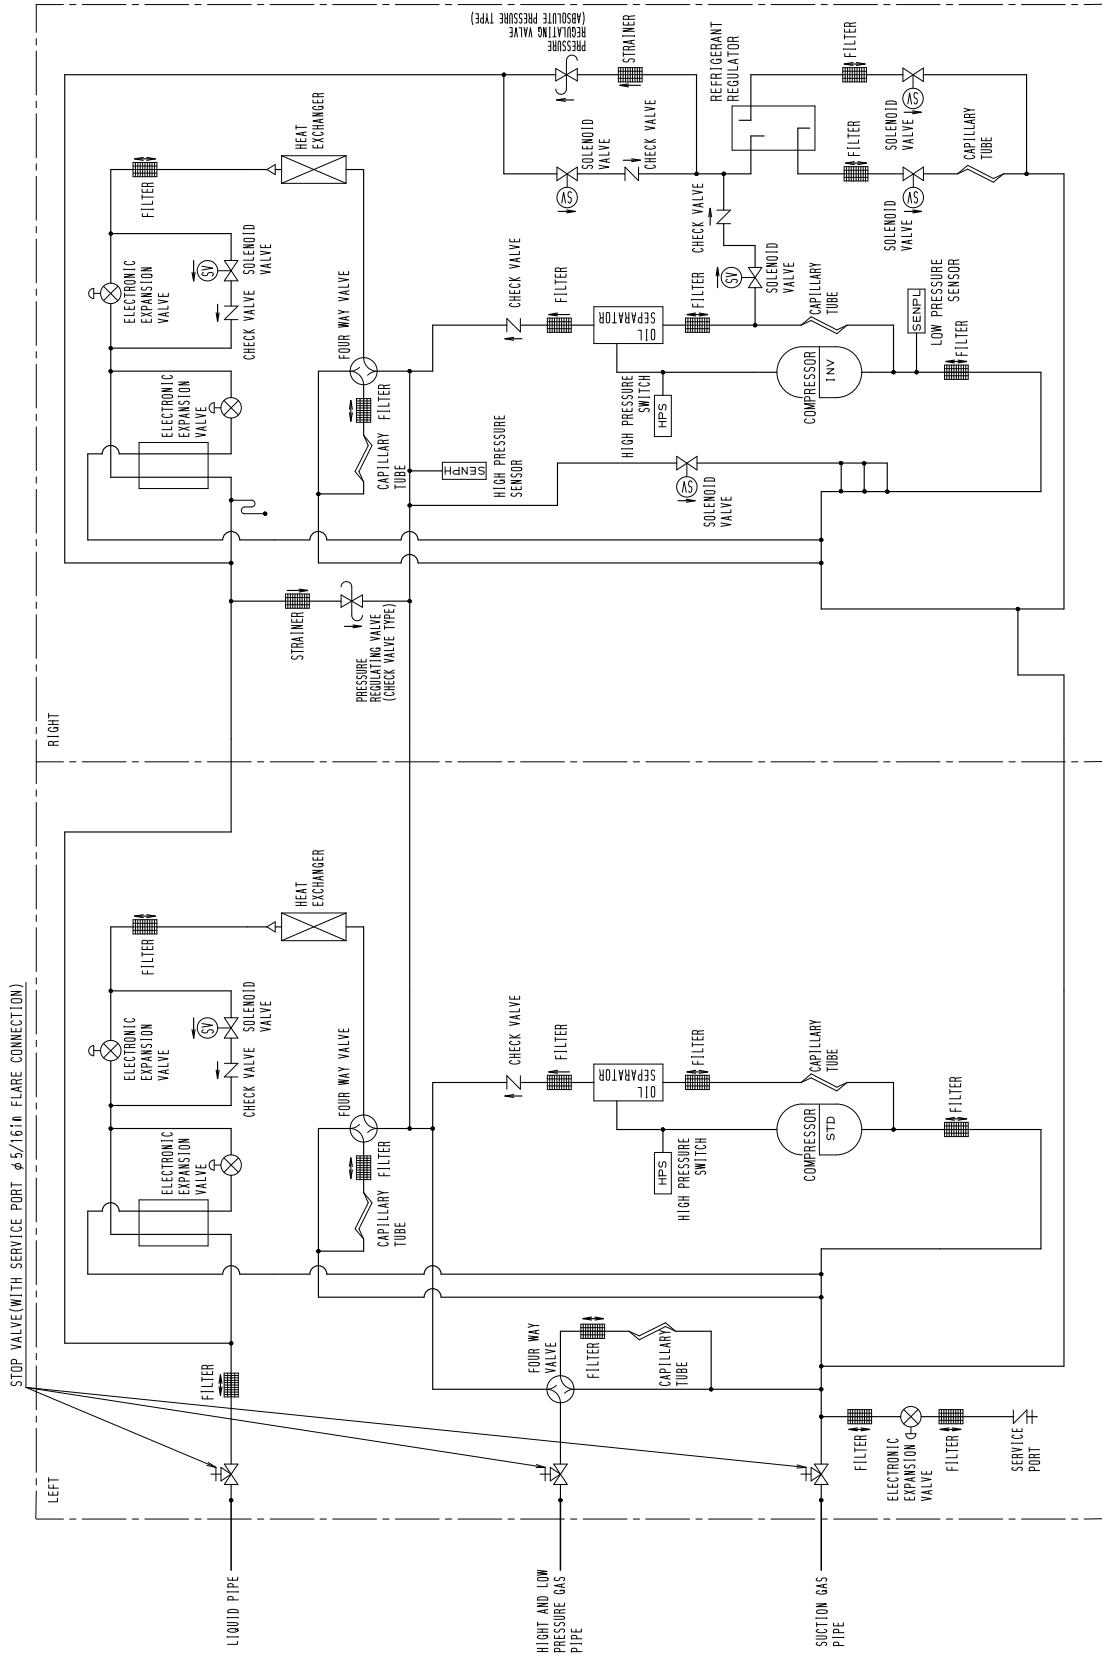 STOP VALVE(WITH SERVICE PORT φ5/16in FLARE CONNECTION)
LEFT
RIGHT
ELECTRONIC
EXPANSION
VALVE
FILTER
ELECTRONIC
EXPANSION
VALVE
SV
SOLENOID
VALVE
CHECK VALVE
HEAT
EXCHANGER
FILTER
LIQUID PIPE
FOUR WAY VALVE
FILTER
CAPILLARY
TUBE
CHECK VALVE
FILTER
OIL
SEPARATOR
FILTER
CAPILLARY
TUBE
HPS
HIGH PRESSURE
SWITCH
COMPRESSOR
STD
FILTER
FOUR WAY
VALVE
FILTER
CAPILLARY
TUBE
HIGHT AND LOW
PRESSURE GAS
PIPE
SUCTION GAS
PIPE
FILTER
ELECTRONIC
EXPANSION
VALVE
FILTER
SERVICE
PORT
ELECTRONIC
EXPANSION
VALVE
FILTER
ELECTRONIC
EXPANSION
VALVE
SV
SOLENOID
VALVE
CHECK VALVE
HEAT
EXCHANGER
STRAINER
PRESSURE
REGULATING VALVE
(CHECK VALVE TYPE)
FOUR WAY VALVE
FILTER
CAPILLARY
TUBE
SENPH
HIGH PRESSURE
SENSOR
CHECK VALVE
FILTER
OIL
SEPARATOR
FILTER
CAPILLARY
TUBE
HPS
HIGH PRESSURE
SWITCH
COMPRESSOR
INV
SV
SOLENOID
VALVE
SENPL
LOW PRESSURE
SENSOR
FILTER
PRESSURE
REGULATING VALVE
(ABSOLUTE PRESSURE TYPE)
STRAINER
SV
SOLENOID
VALVE
CHECK VALVE
CHECK VALVE
SV
SOLENOID
VALVE
REFRIGERANT
REGULATOR
FILTER
SV
SOLENOID
VALVE
FILTER
SV
SOLENOID
VALVE
CAPILLARY
TUBE